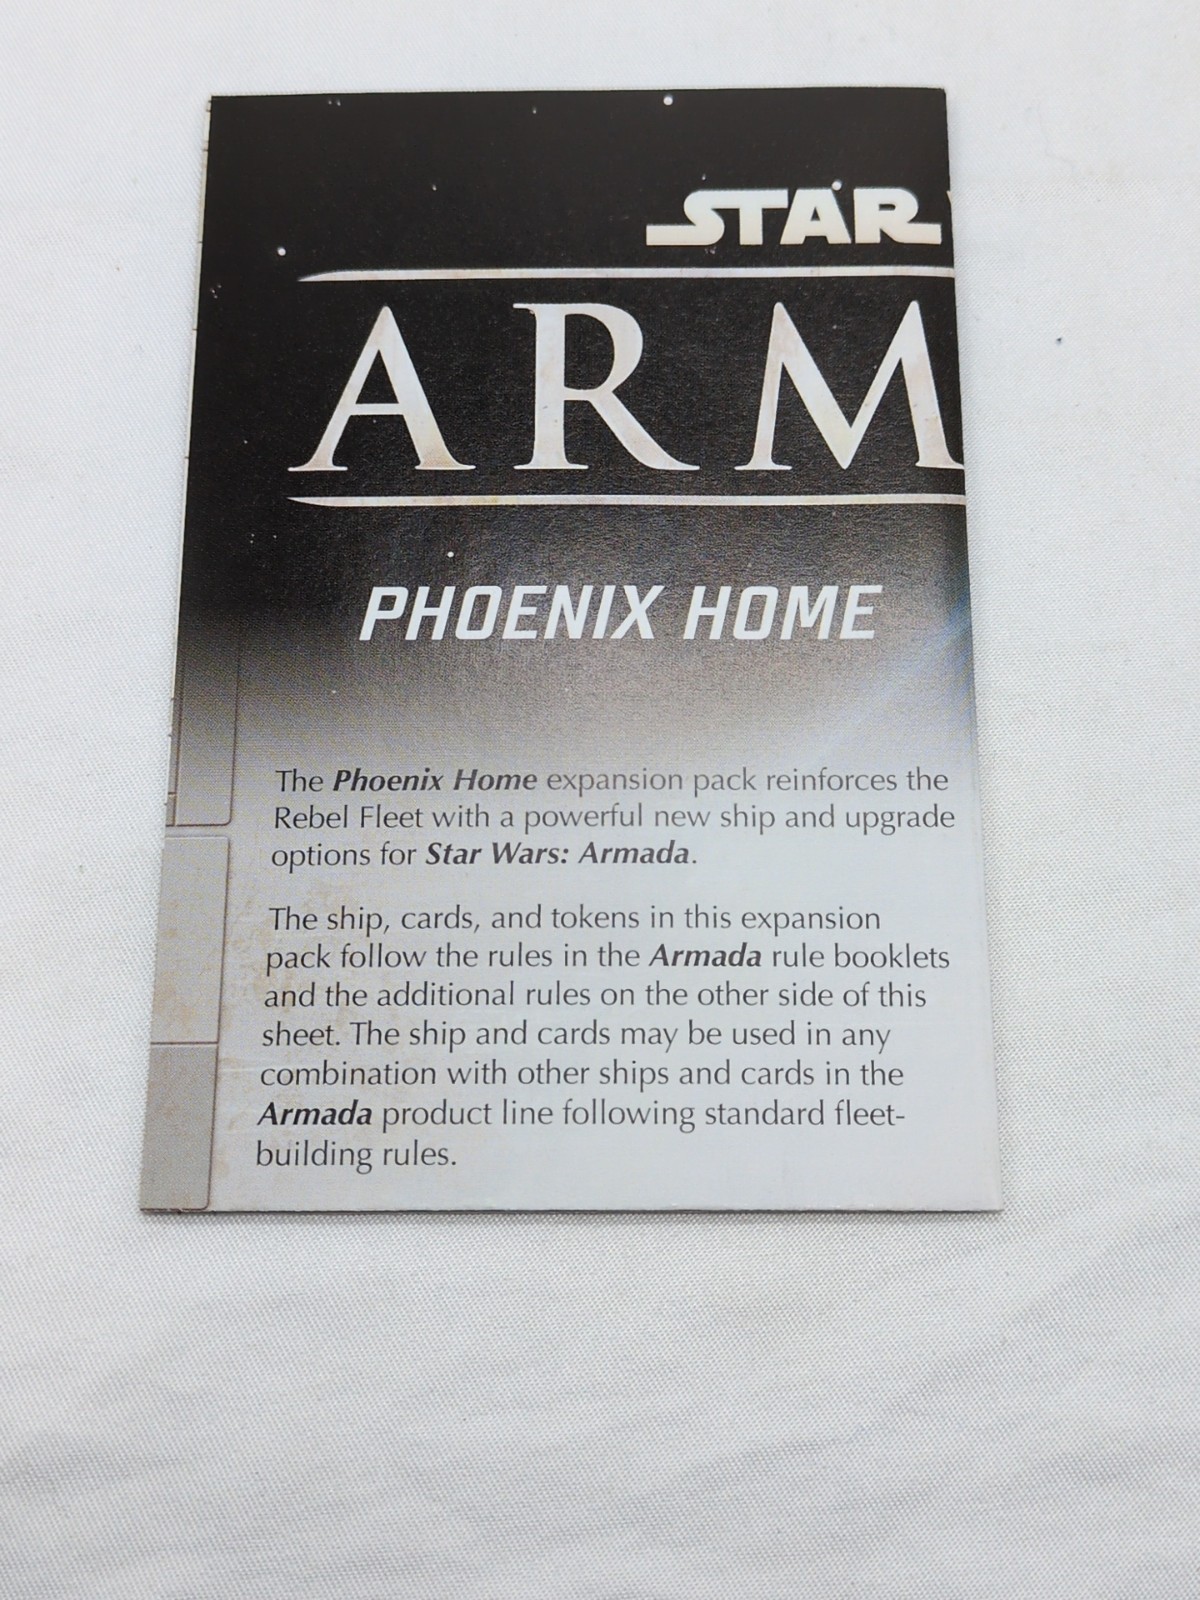 STAR
ARM
PHOENIX HOME
The Phoenix Home expansion pack reinforces the
Rebel Fleet with a powerful new ship and upgrade
options for Star Wars: Armada.
The ship, cards, and tokens in this expansion
pack follow the rules in the Armada rule booklets
and the additional rules on the other side of this
sheet. The ship and cards may be used in any
combination with other ships and cards in the
Armada product line following standard fleet-
building rules.